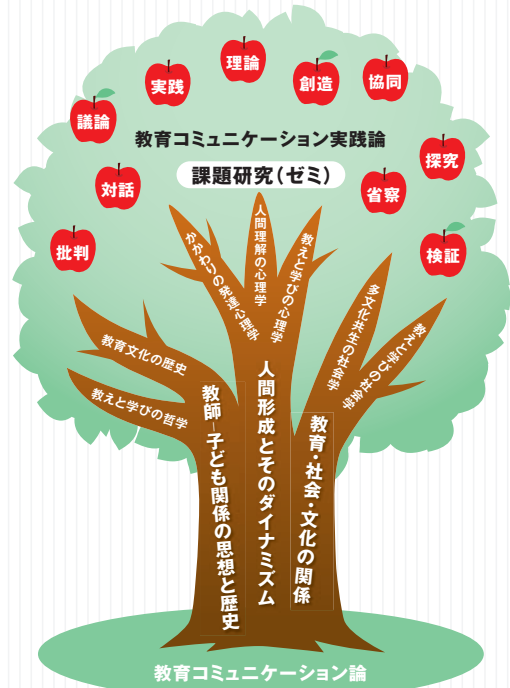 理論
実践
創造
協同
議論
教育コミュニケーション実践論
探究
課題研究（ゼミ）
対話
省察
批判
検証
かかわりの発達心理学
人間理解の心理学
教えと学びの心理学
多文化共生の社会学
教えと学びの社会学
教育文化の歴史
教えと学びの哲学
教師–子ども関係の思想と歴史
人間形成とそのダイナミズム
教育・社会・文化の関係
教育コミュニケーション論